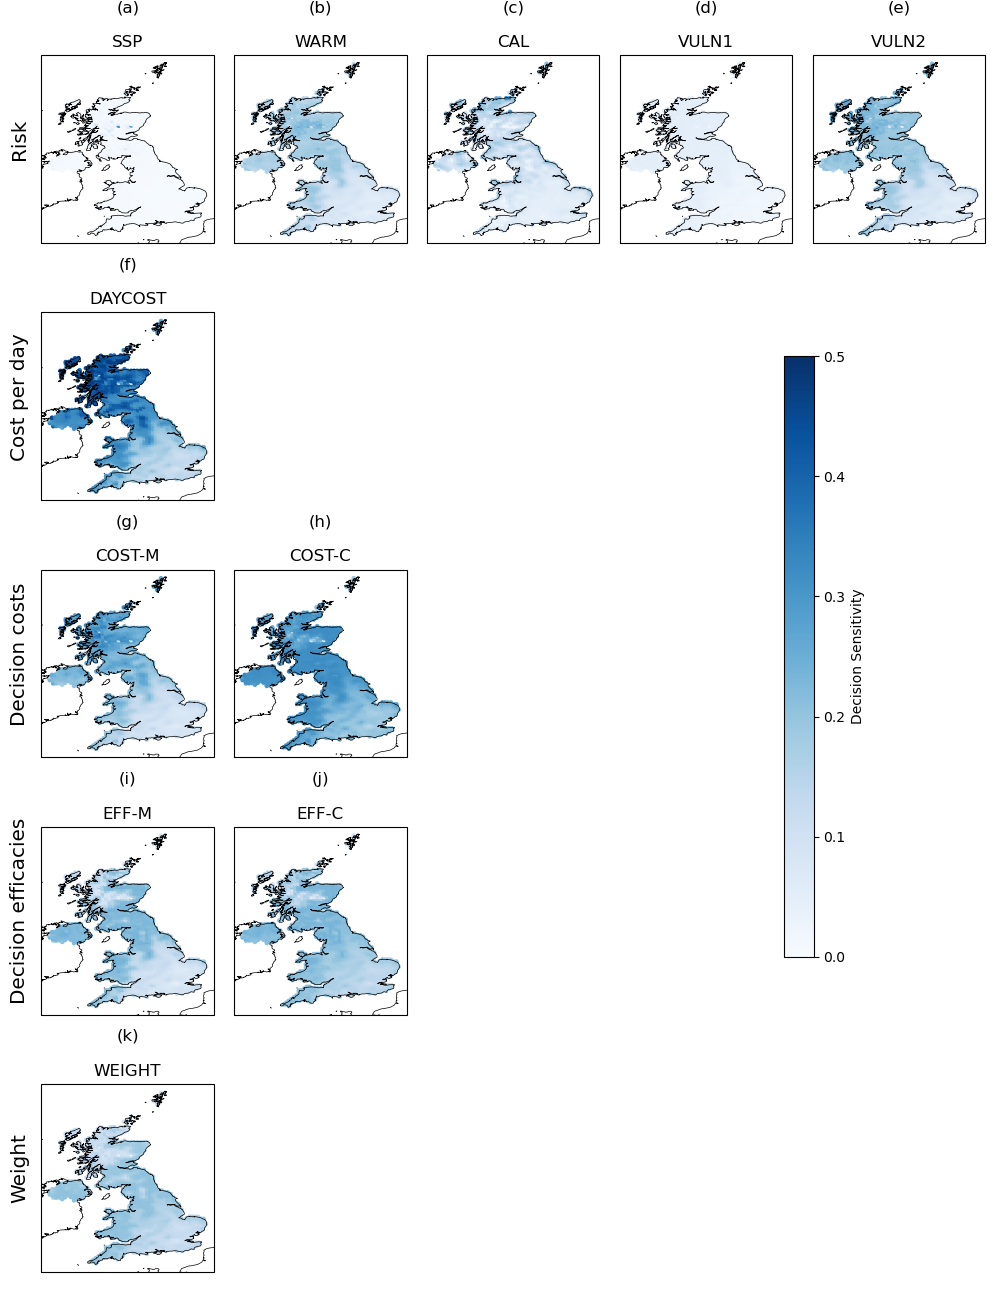 (a)
(b)
(c)
(d)
(e)
SSP
WARM
CAL
VULN1
VULN2
Risk
(f)
DAYCOST
Cost per day
(g)
(h)
COST-M
COST-C
Decision costs
(i)
(j)
EFF-M
EFF-C
Decision efficacies
(k)
WEIGHT
Weight
0.5
0.4
0.3
0.2
0.1
0.0
Decision Sensitivity